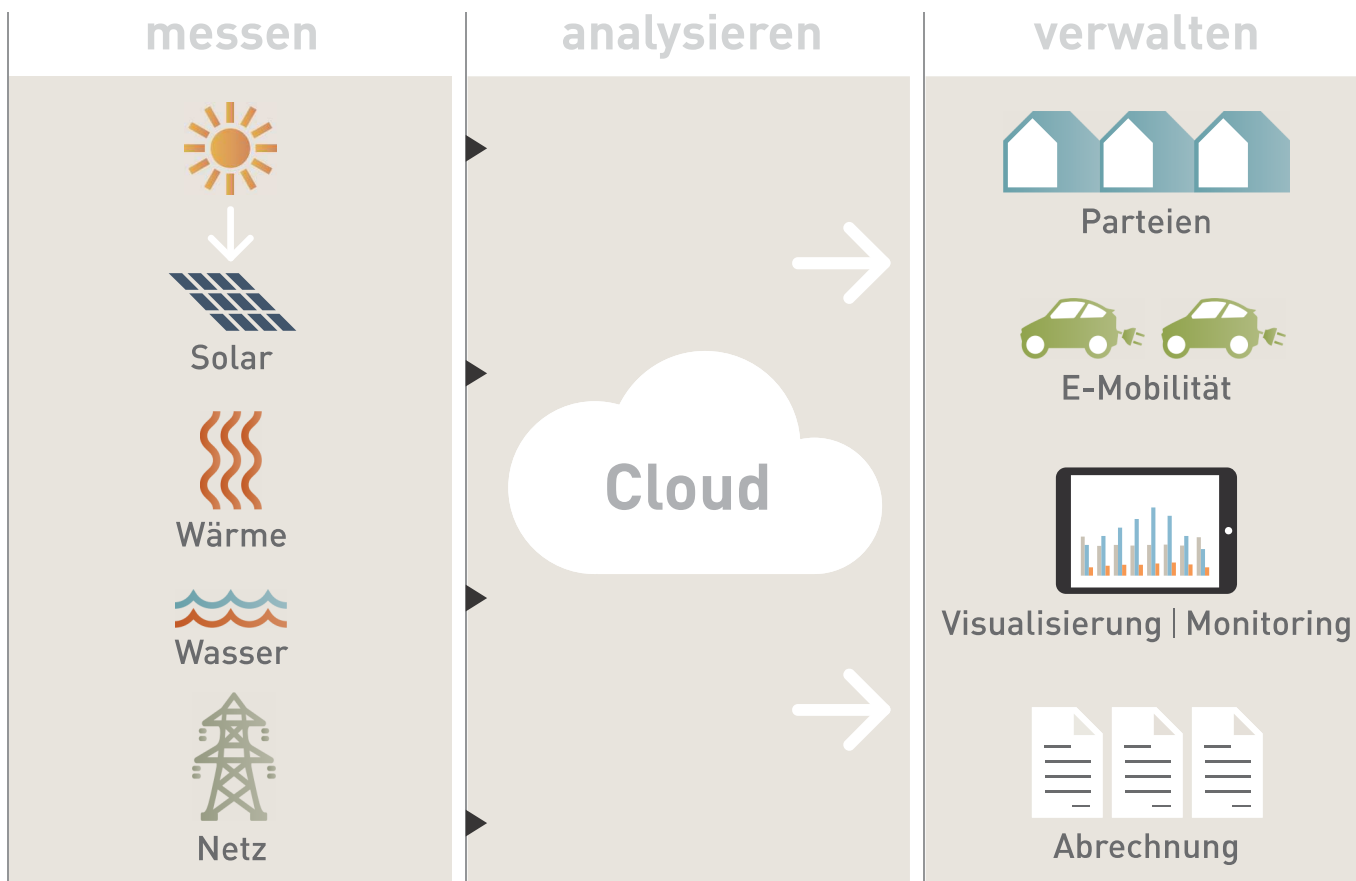 messen
analysieren
verwalten
Solar
Wärme
Wasser
Netz
Cloud
Parteien
E-Mobilität
Visualisierung | Monitoring
Abrechnung